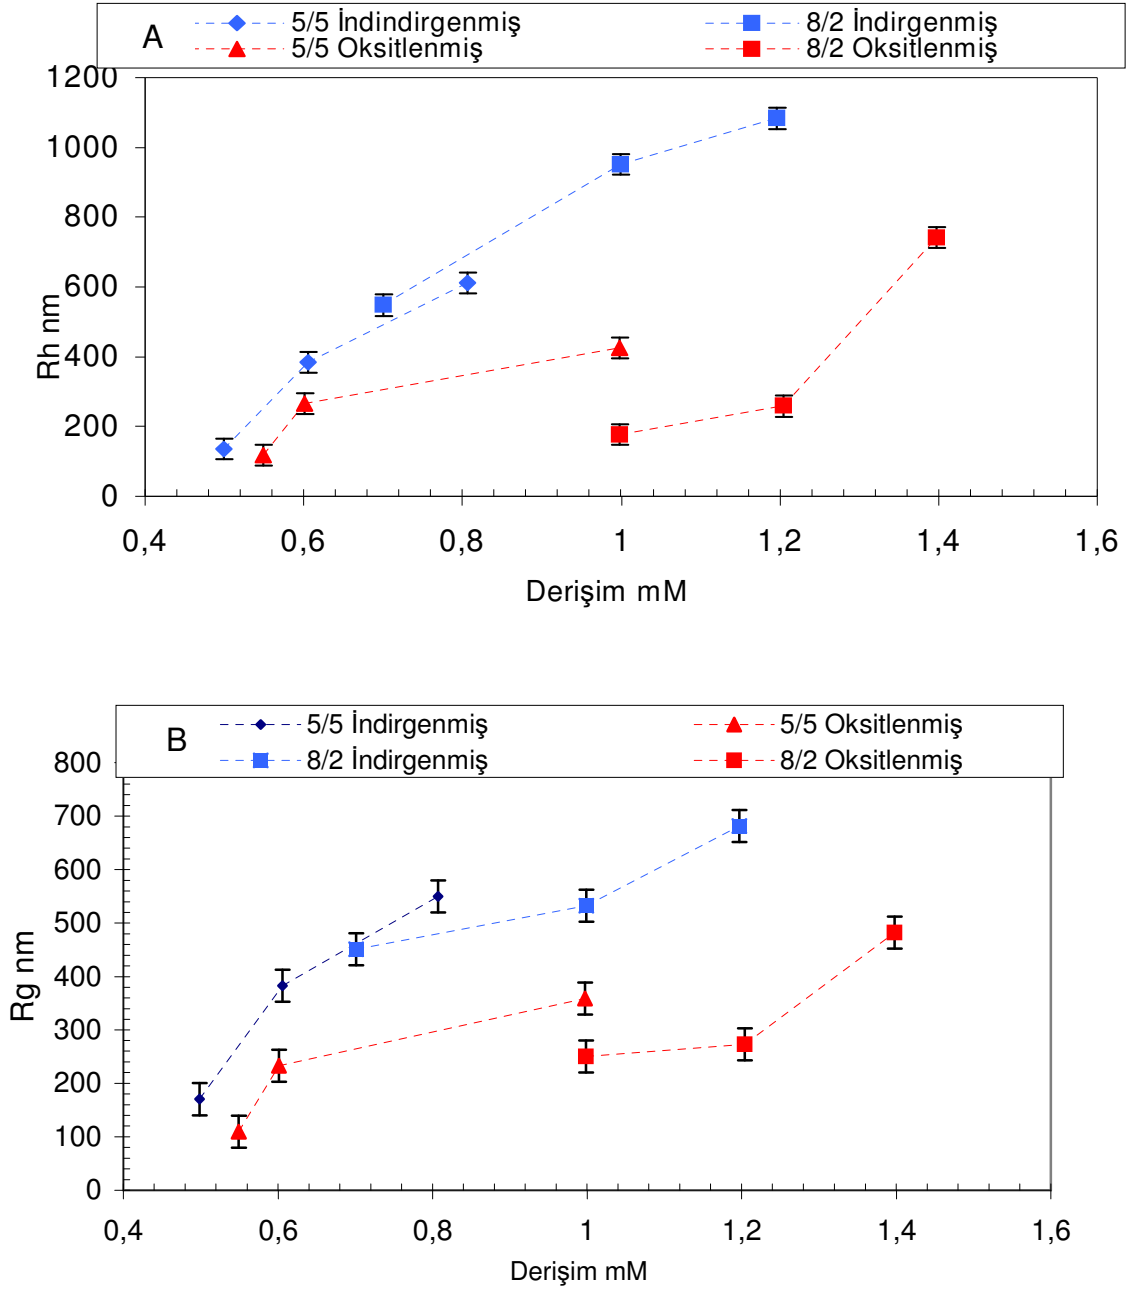 A
5/5 İndindirgenmiş 8/2 İndirgenmiş
5/5 Oksitlenmiş 8/2 Oksitlenmiş
1200
1000
800
600
400
200
0
Rh nm
0,4 0,6 0,8 1 1,2 1,4 1,6
Derişim mM
B
5/5 İndirgenmiş 5/5 Oksitlenmiş
8/2 İndirgenmiş 8/2 Oksitlenmiş
800
700
600
500
400
300
200
100
0
Rg nm
0,4 0,6 0,8 1 1,2 1,4 1,6
Derişim mM